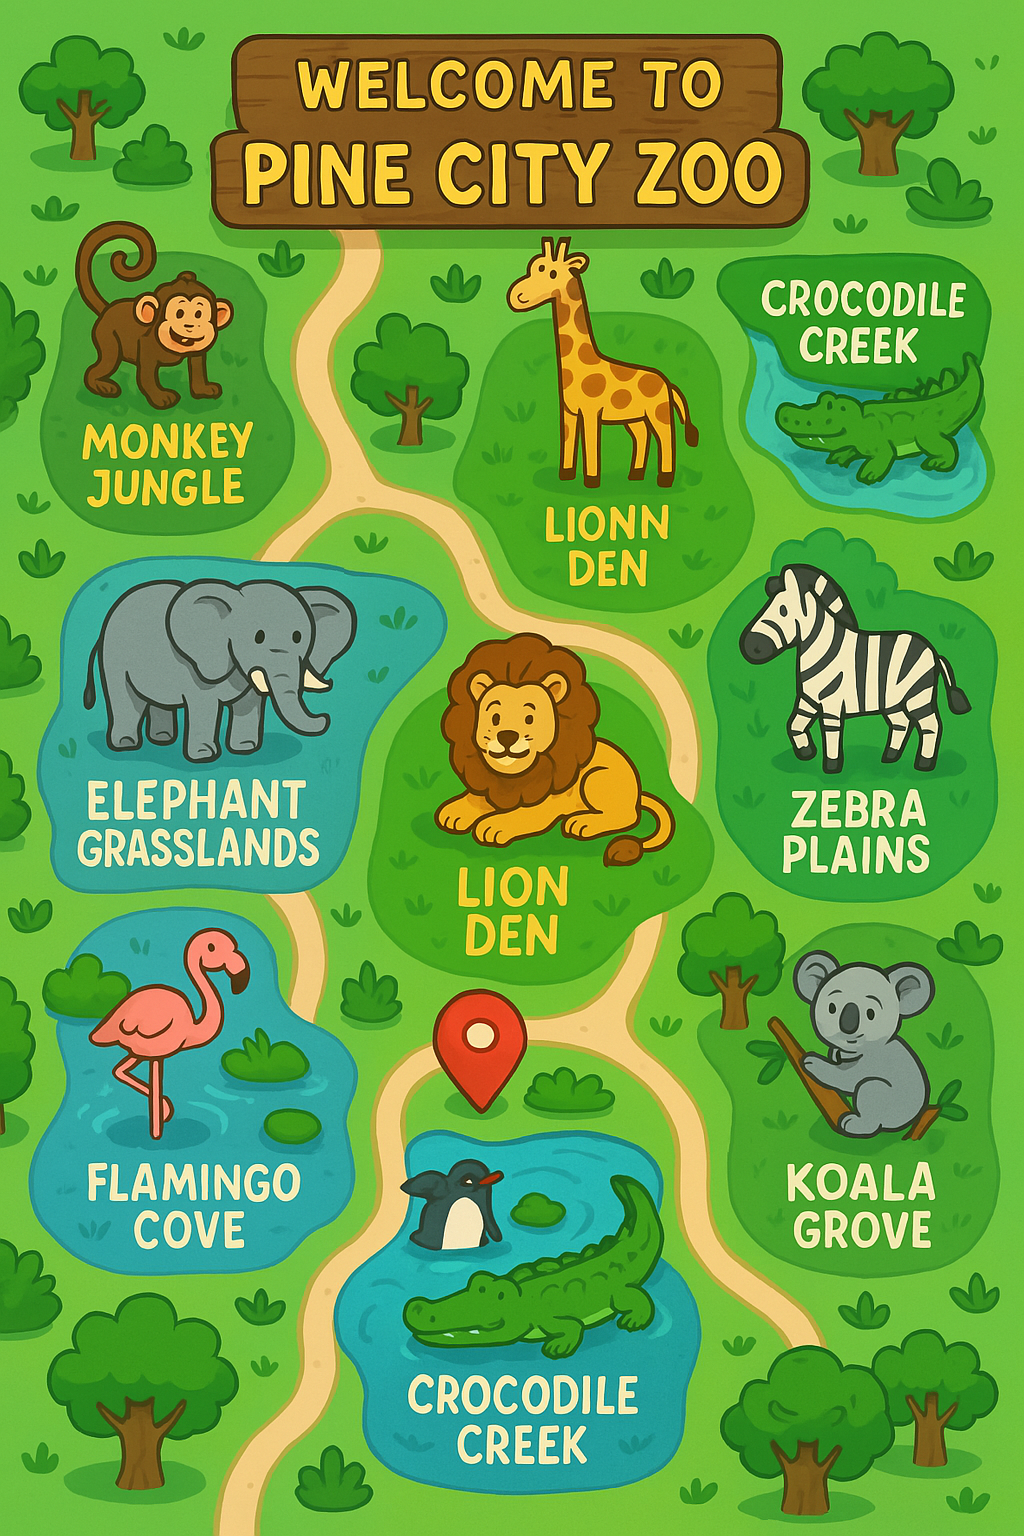 WELCOME TO
PINE CITY ZOO
CROCODILE
CREEK
MONKEY
JUNGLE
LIONN
DEN
ELEPHANT
GRASSLANDS
ZEBRA
PLAINS
LION
DEN
FLAMINGO
COVE
KOALA
GROVE
CROCODILE
CREEK